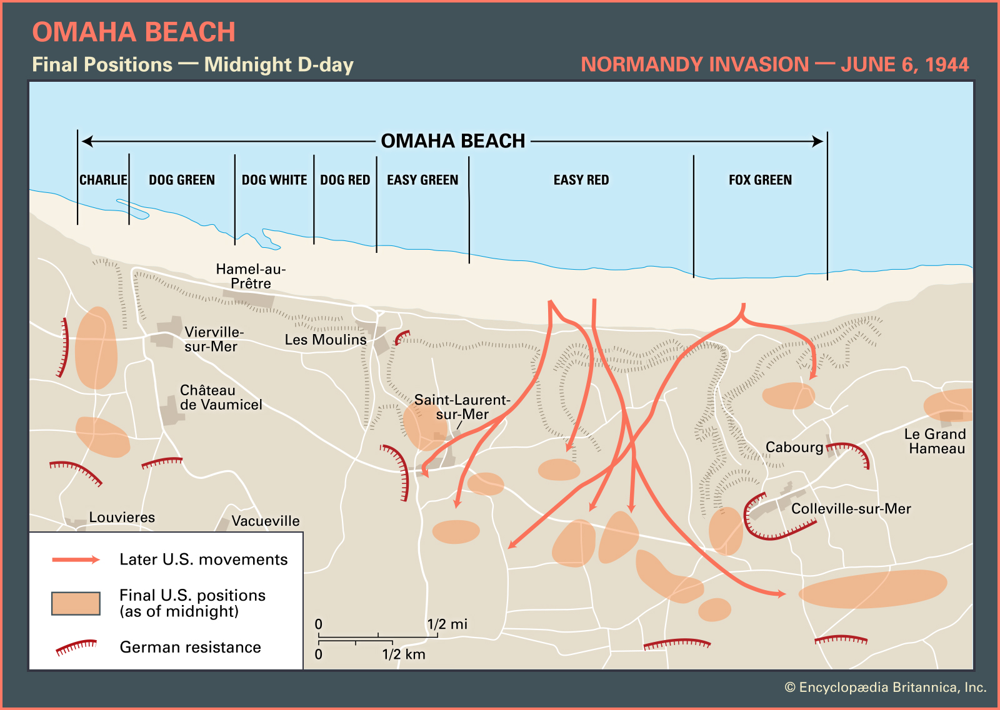 OMAHA BEACH
Final Positions — Midnight D-day
NORMANDY INVASION — JUNE 6, 1944
OMAHA BEACH
CHARLIE
DOG GREEN
DOG WHITE
DOG RED
EASY GREEN
EASY RED
FOX GREEN
Hamel-au-
Prêtre
Vierville-
sur-Mer
Les Moulins
Château
de Vaumicel
Saint-Laurent-
sur-Mer
Le Grand
Hameau
Cabourg
Colleville-sur-Mer
Louvieres
Vacueville
Later U.S. movements
Final U.S. positions
(as of midnight)
German resistance
0 1/2 mi
0 1/2 km
© Encyclopædia Britannica, Inc.